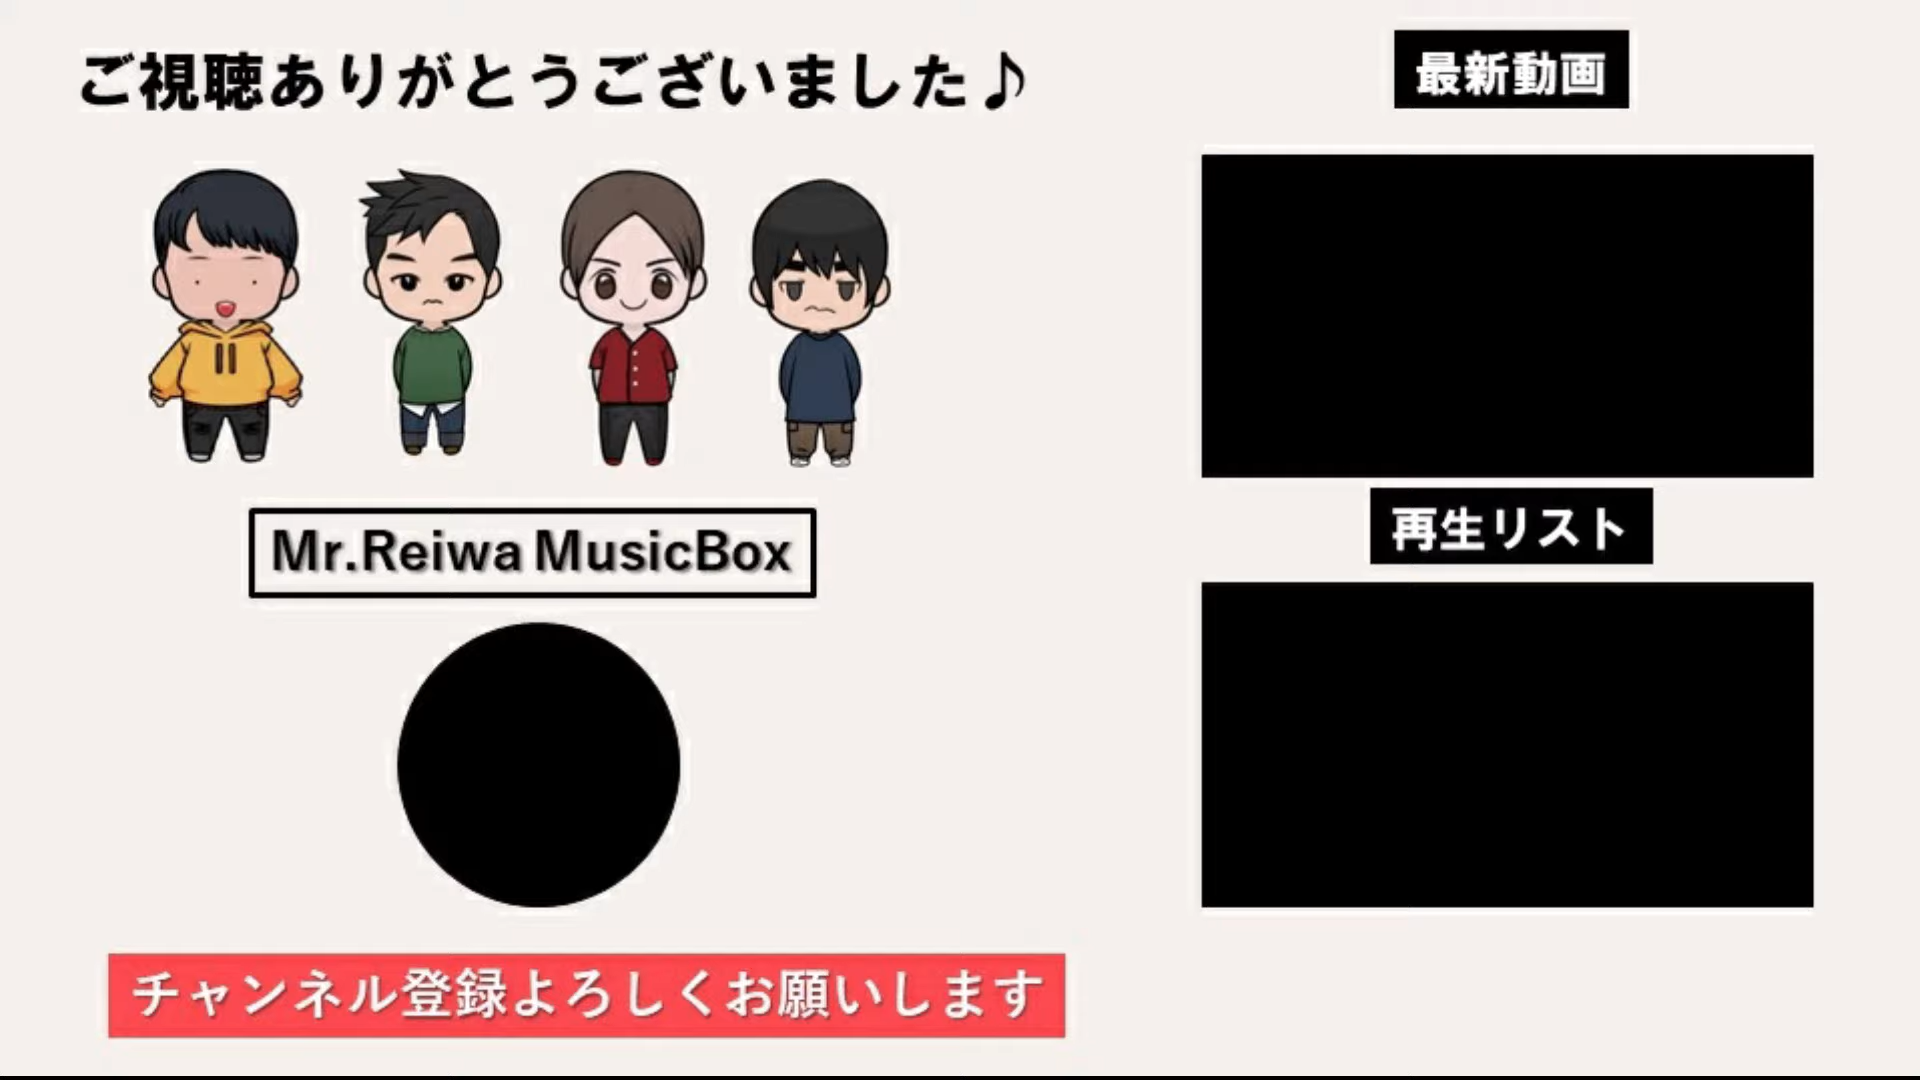 ご視聴ありがとうございました♪
最新動画
再生リスト
Mr.Reiwa MusicBox
チャンネル登録よろしくお願いします